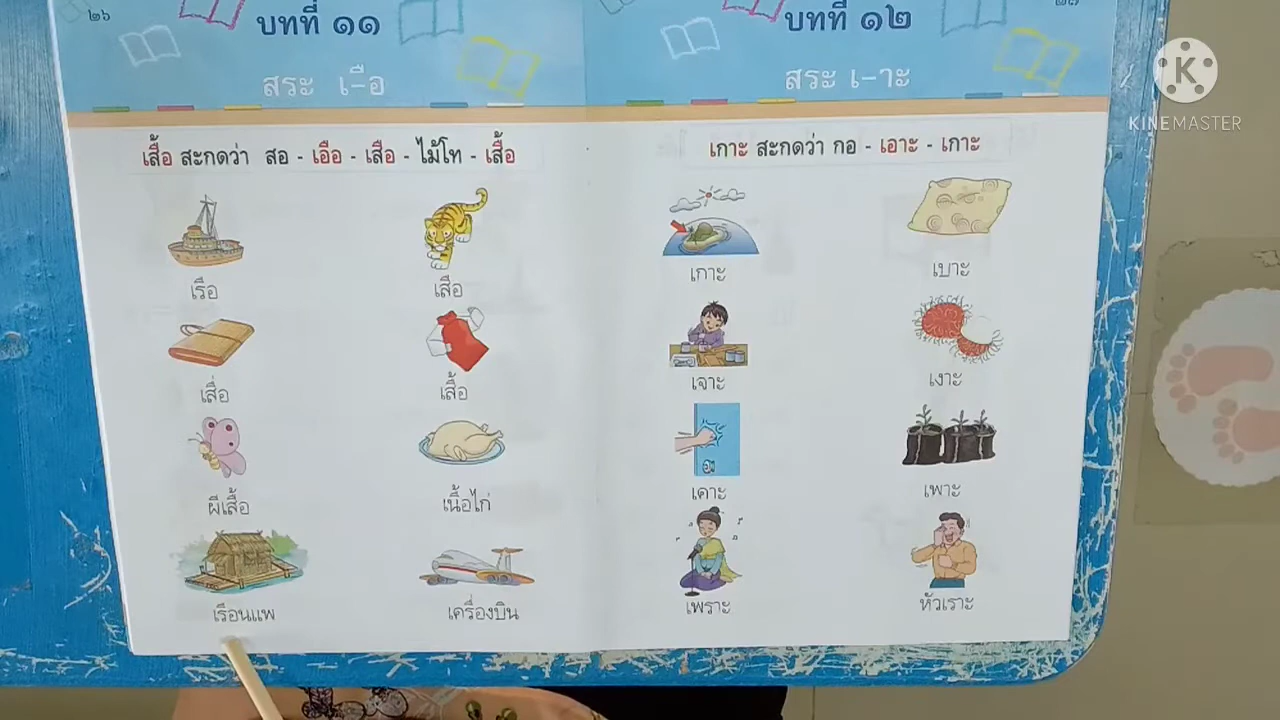 ๒๖
บทที่ ๑๑
สระ เ-ือ
เสื้อ สะกดว่า สอ - เอือ - เสือ - ไม้โท - เสื้อ
เรือ
เสือ
เสื่อ
เสื้อ
ผีเสื้อ
เนื้อไก่
เรือนแพ
เครื่องบิน
บทที่ ๑๒
สระ เ-าะ
เกาะ สะกดว่า กอ - เอาะ - เกาะ
เกาะ
เบาะ
เจาะ
เงาะ
เคาะ
เพาะ
เพราะ
หัวเราะ
K
KINEMASTER